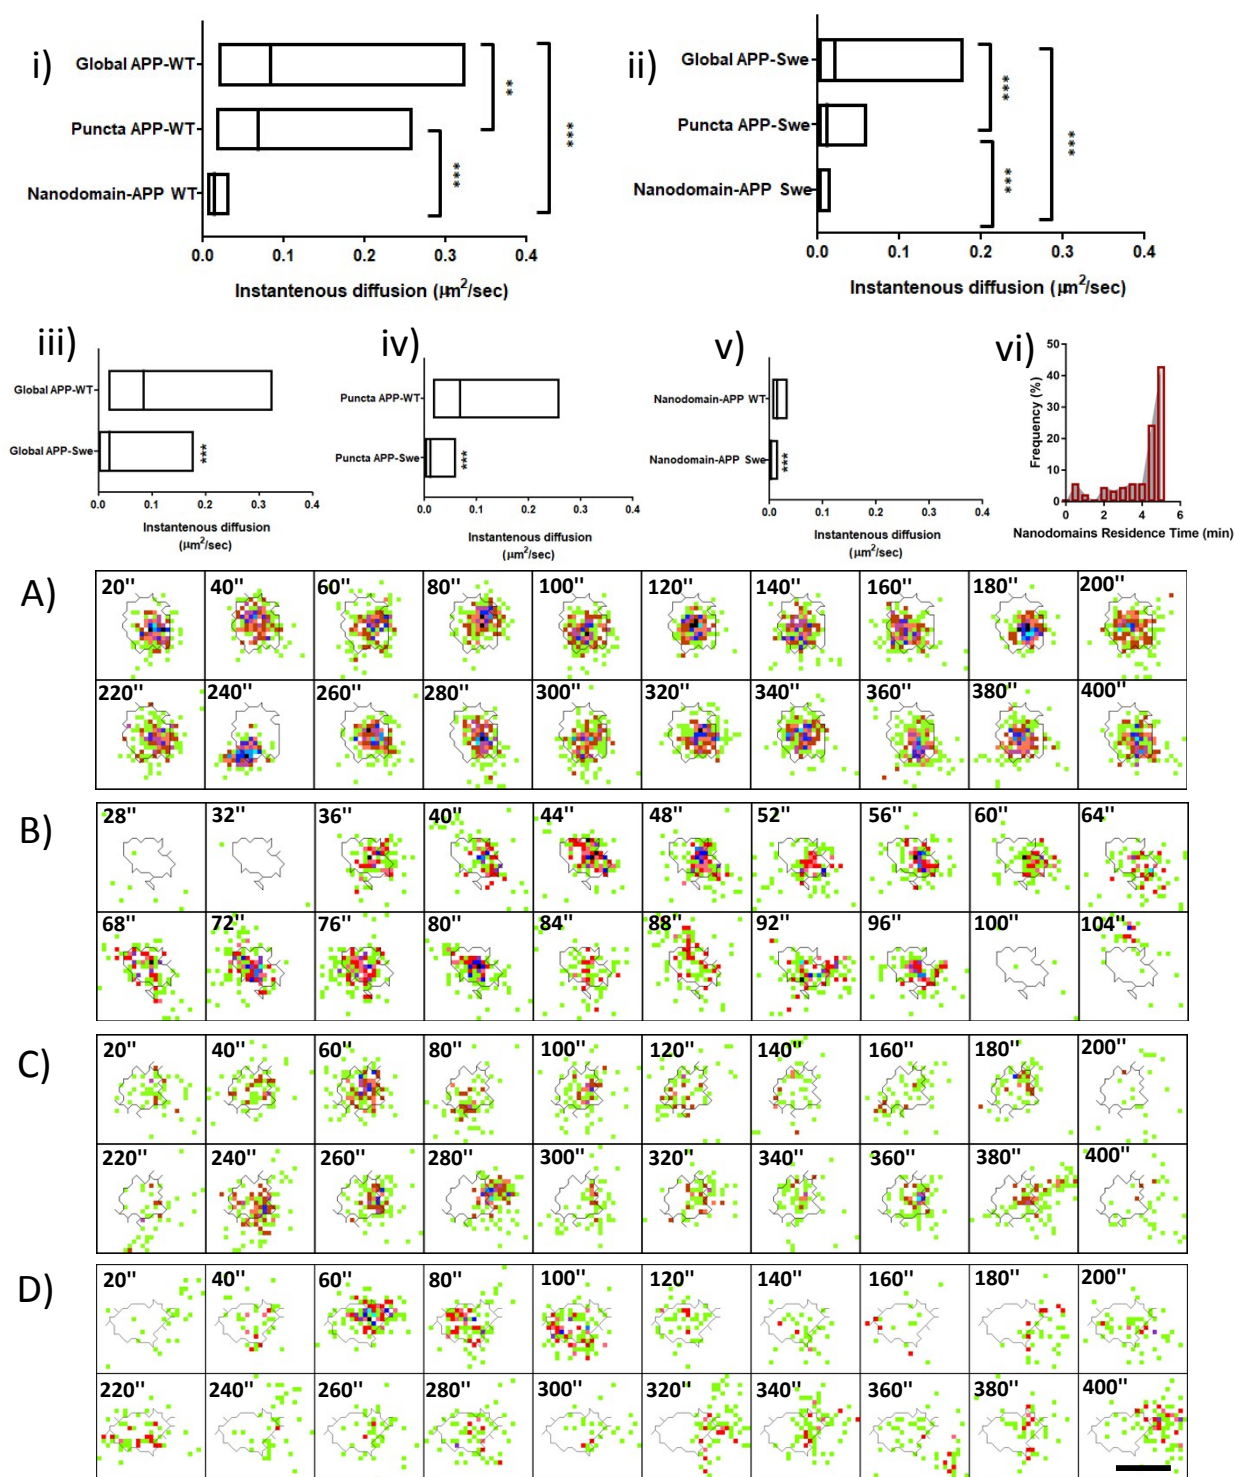 i)
Global APP-WT
Puncta APP-WT
Nanodomain-APP WT
**
***
***
0.0 0.1 0.2 0.3 0.4
Instantenous diffusion (μm²/sec)
ii)
Global APP-Swe
Puncta APP-Swe
Nanodomain-APP Swe
***
***
***
0.0 0.1 0.2 0.3 0.4
Instantenous diffusion (μm²/sec)
iii)
Global APP-WT
Global APP-Swe
***
0.0 0.1 0.2 0.3 0.4
Instantenous diffusion
(μm²/sec)
iv)
Puncta APP-WT
Puncta APP-Swe
***
0.0 0.1 0.2 0.3 0.4
Instantenous diffusion
(μm²/sec)
v)
Nanodomain-APP WT
Nanodomain-APP Swe
***
0.0 0.1 0.2 0.3 0.4
Instantenous diffusion
(μm²/sec)
vi)
Frequency (%)
50
40
30
20
10
0
0 2 4 6
Nanodomains Residence Time (min)
A)
20'' 40'' 60'' 80'' 100'' 120'' 140'' 160'' 180'' 200''
220'' 240'' 260'' 280'' 300'' 320'' 340'' 360'' 380'' 400''
B)
28'' 32'' 36'' 40'' 44'' 48'' 52'' 56'' 60'' 64''
68'' 72'' 76'' 80'' 84'' 88'' 92'' 96'' 100'' 104''
C)
20'' 40'' 60'' 80'' 100'' 120'' 140'' 160'' 180'' 200''
220'' 240'' 260'' 280'' 300'' 320'' 340'' 360'' 380'' 400''
D)
20'' 40'' 60'' 80'' 100'' 120'' 140'' 160'' 180'' 200''
220'' 240'' 260'' 280'' 300'' 320'' 340'' 360'' 380'' 400''